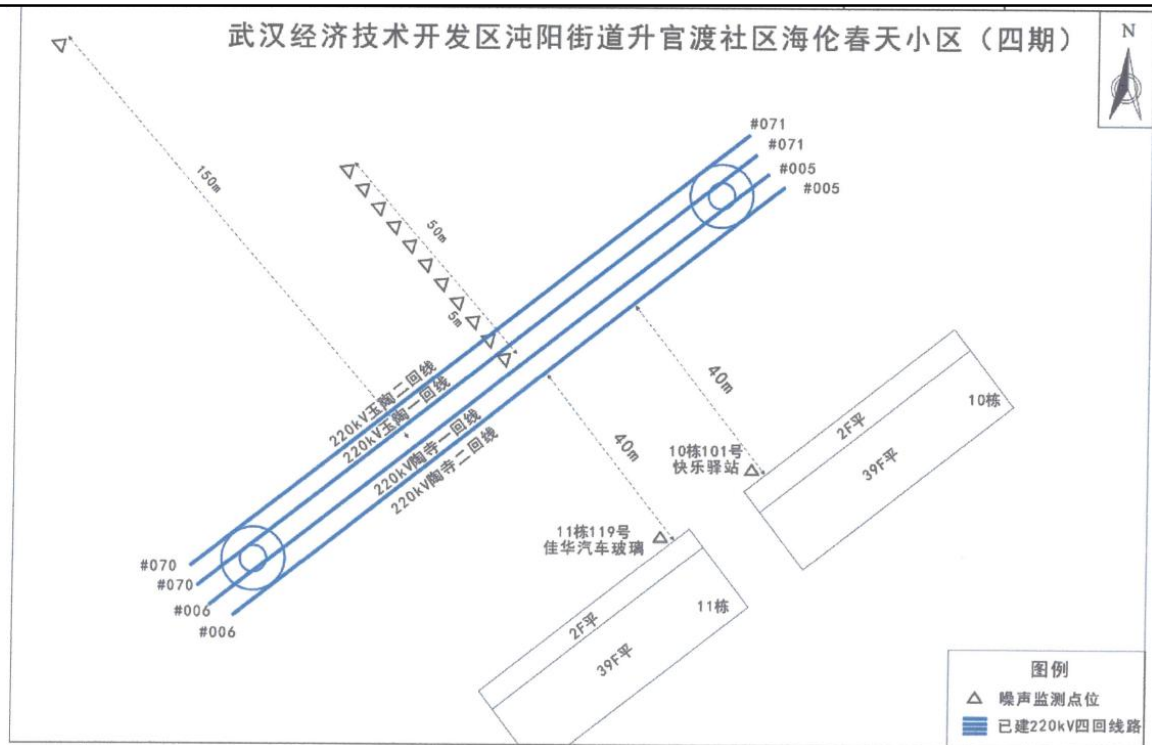 武汉经济技术开发区沌阳街道升官渡社区海伦春天小区（四期）
N
#071
#071
#005
#005
150m
50m
5m
220kV玉陶二回线
220kV玉陶一回线
220kV陶寺一回线
220kV陶寺二回线
40m
40m
10栋
2F平
39F平
10栋101号
快乐驿站
11栋119号
佳华汽车玻璃
#070
#070
#006
#006
11栋
2F平
39F平
图例
噪声监测点位
已建220kV四回线路